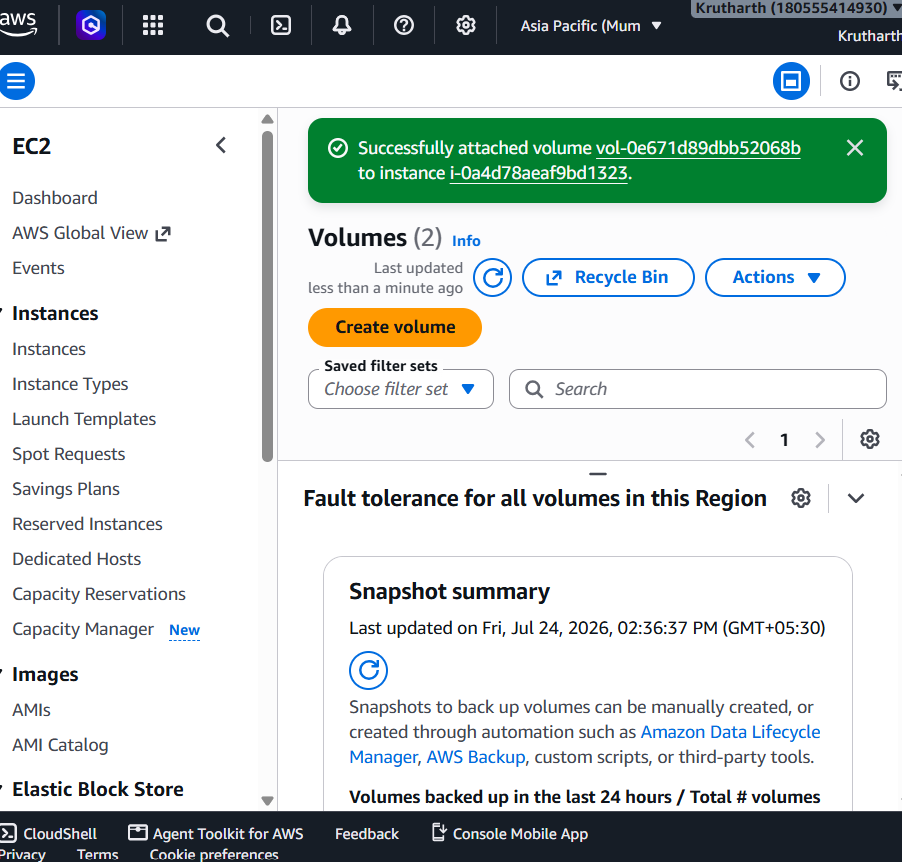 aws
Asia Pacific (Mum
Krutharth (180555414930)
Krutharth
EC2
Dashboard
AWS Global View
Events
Instances
Instances
Instance Types
Launch Templates
Spot Requests
Savings Plans
Reserved Instances
Dedicated Hosts
Capacity Reservations
Capacity Manager New
Images
AMIs
AMI Catalog
Elastic Block Store
Successfully attached volume vol-0e671d89dbb52068b
to instance i-0a4d78aeaf9bd1323.
Volumes (2) Info
Last updated
less than a minute ago
Recycle Bin
Actions
Create volume
Saved filter sets
Choose filter set
Search
1
Fault tolerance for all volumes in this Region
Snapshot summary
Last updated on Fri, Jul 24, 2026, 02:36:37 PM (GMT+05:30)
Snapshots to back up volumes can be manually created, or
created through automation such as Amazon Data Lifecycle
Manager, AWS Backup, custom scripts, or third-party tools.
Volumes backed up in the last 24 hours / Total # volumes
CloudShell Agent Toolkit for AWS Feedback Console Mobile App
Privacy Terms Cookie preferences